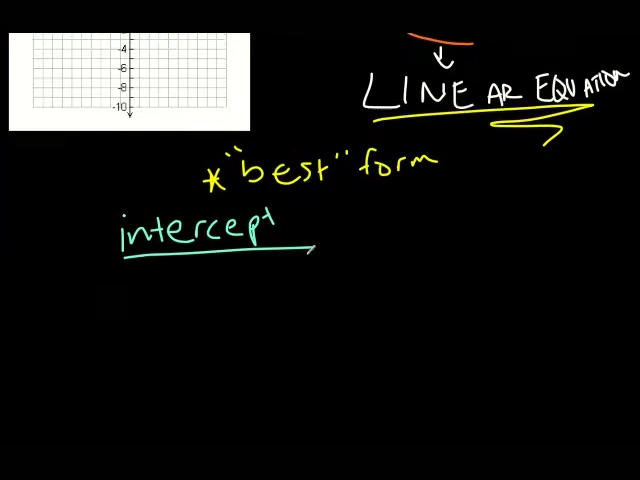 -4
-6
-8
-10
LINEAR EQUATION
* "best" form
intercept